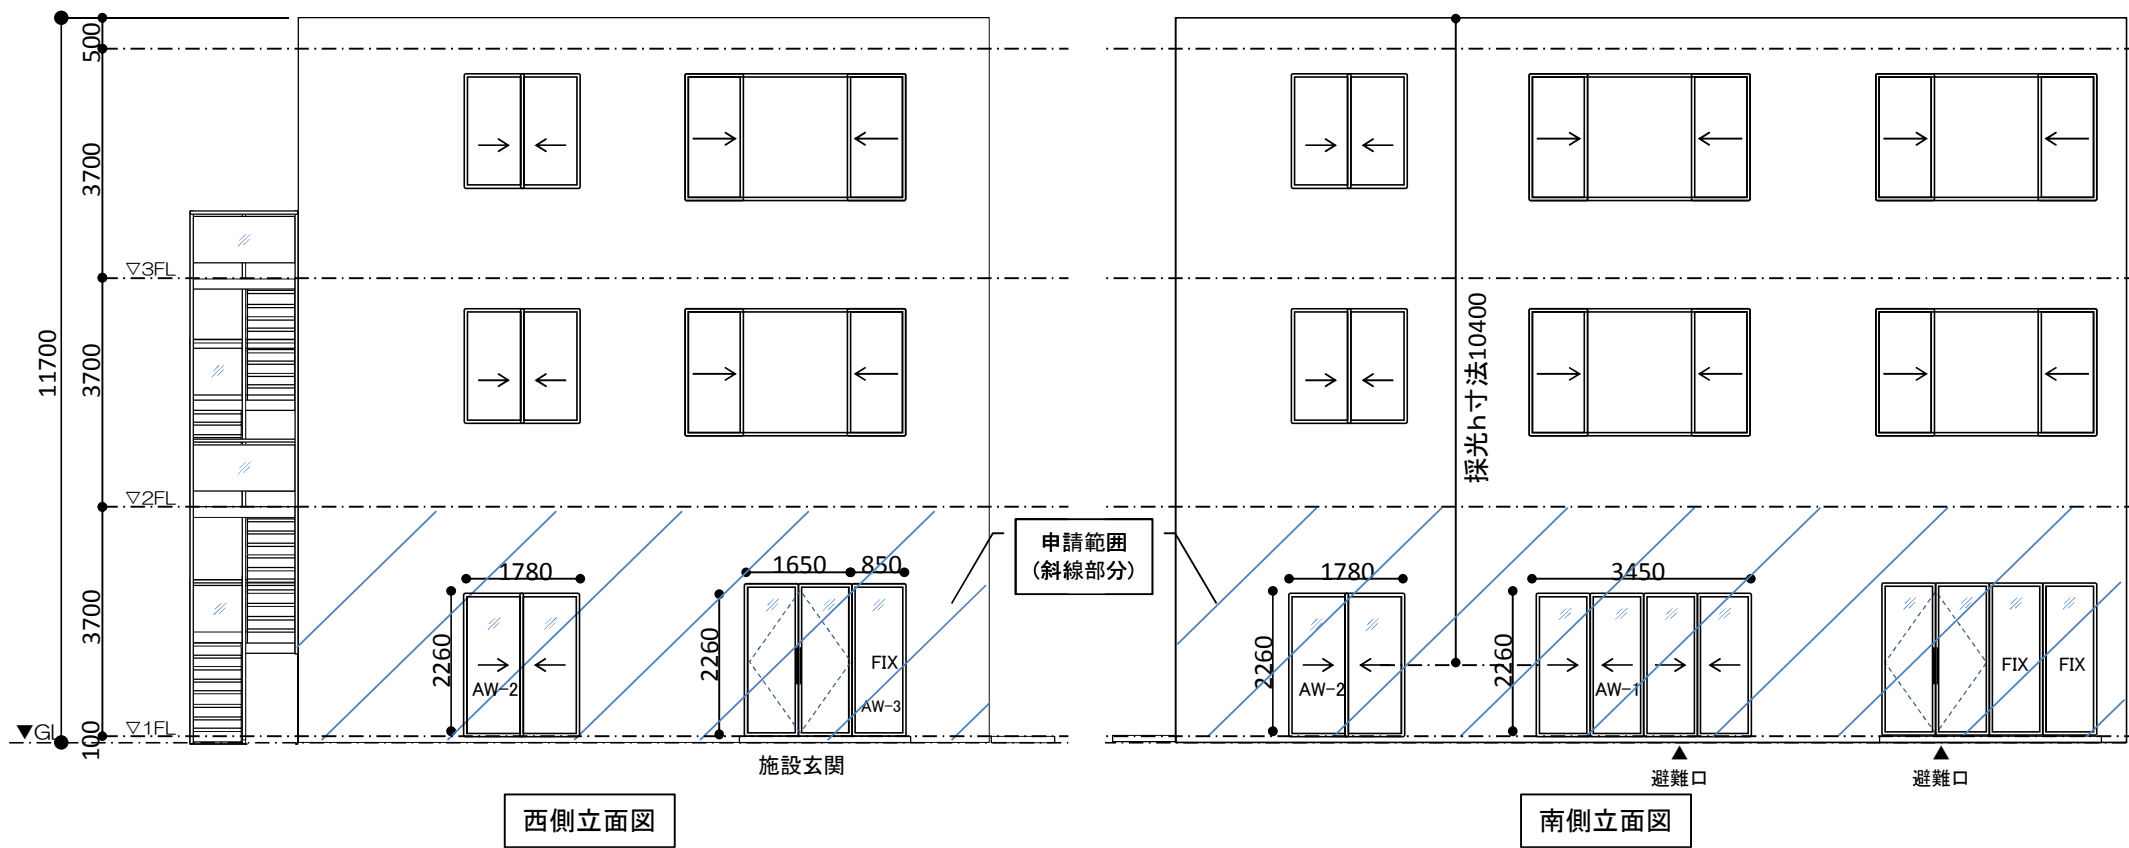 500
3700
▽3FL
11700
3700
▽2FL
3700
▽1FL
▼GL
100
1780
2260
AW-2
1650
850
2260
FIX
AW-3
施設玄関
西側立面図
申請範囲
(斜線部分)
採光h寸法10400
1780
2260
AW-2
3450
2260
AW-1
FIX
FIX
避難口
避難口
南側立面図